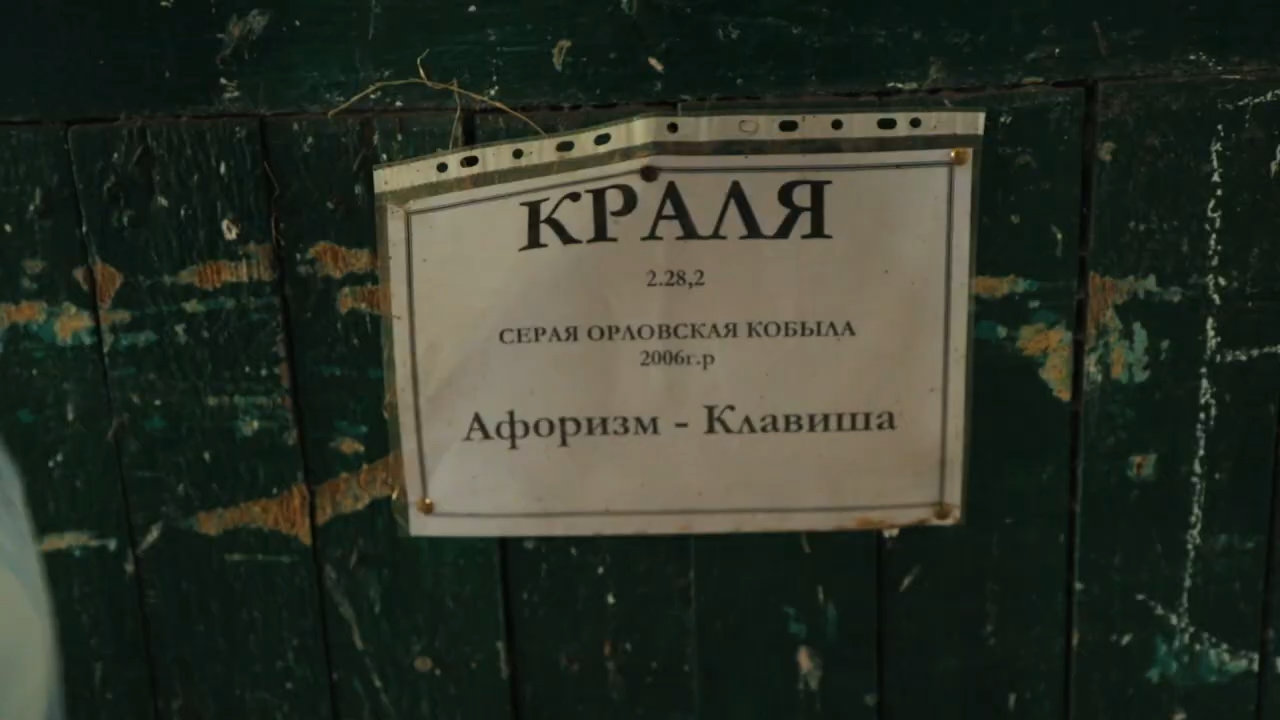 КРАЛЯ
2.28,2
СЕРАЯ ОРЛОВСКАЯ КОБЫЛА
2006г.р
Афоризм - Клавиша